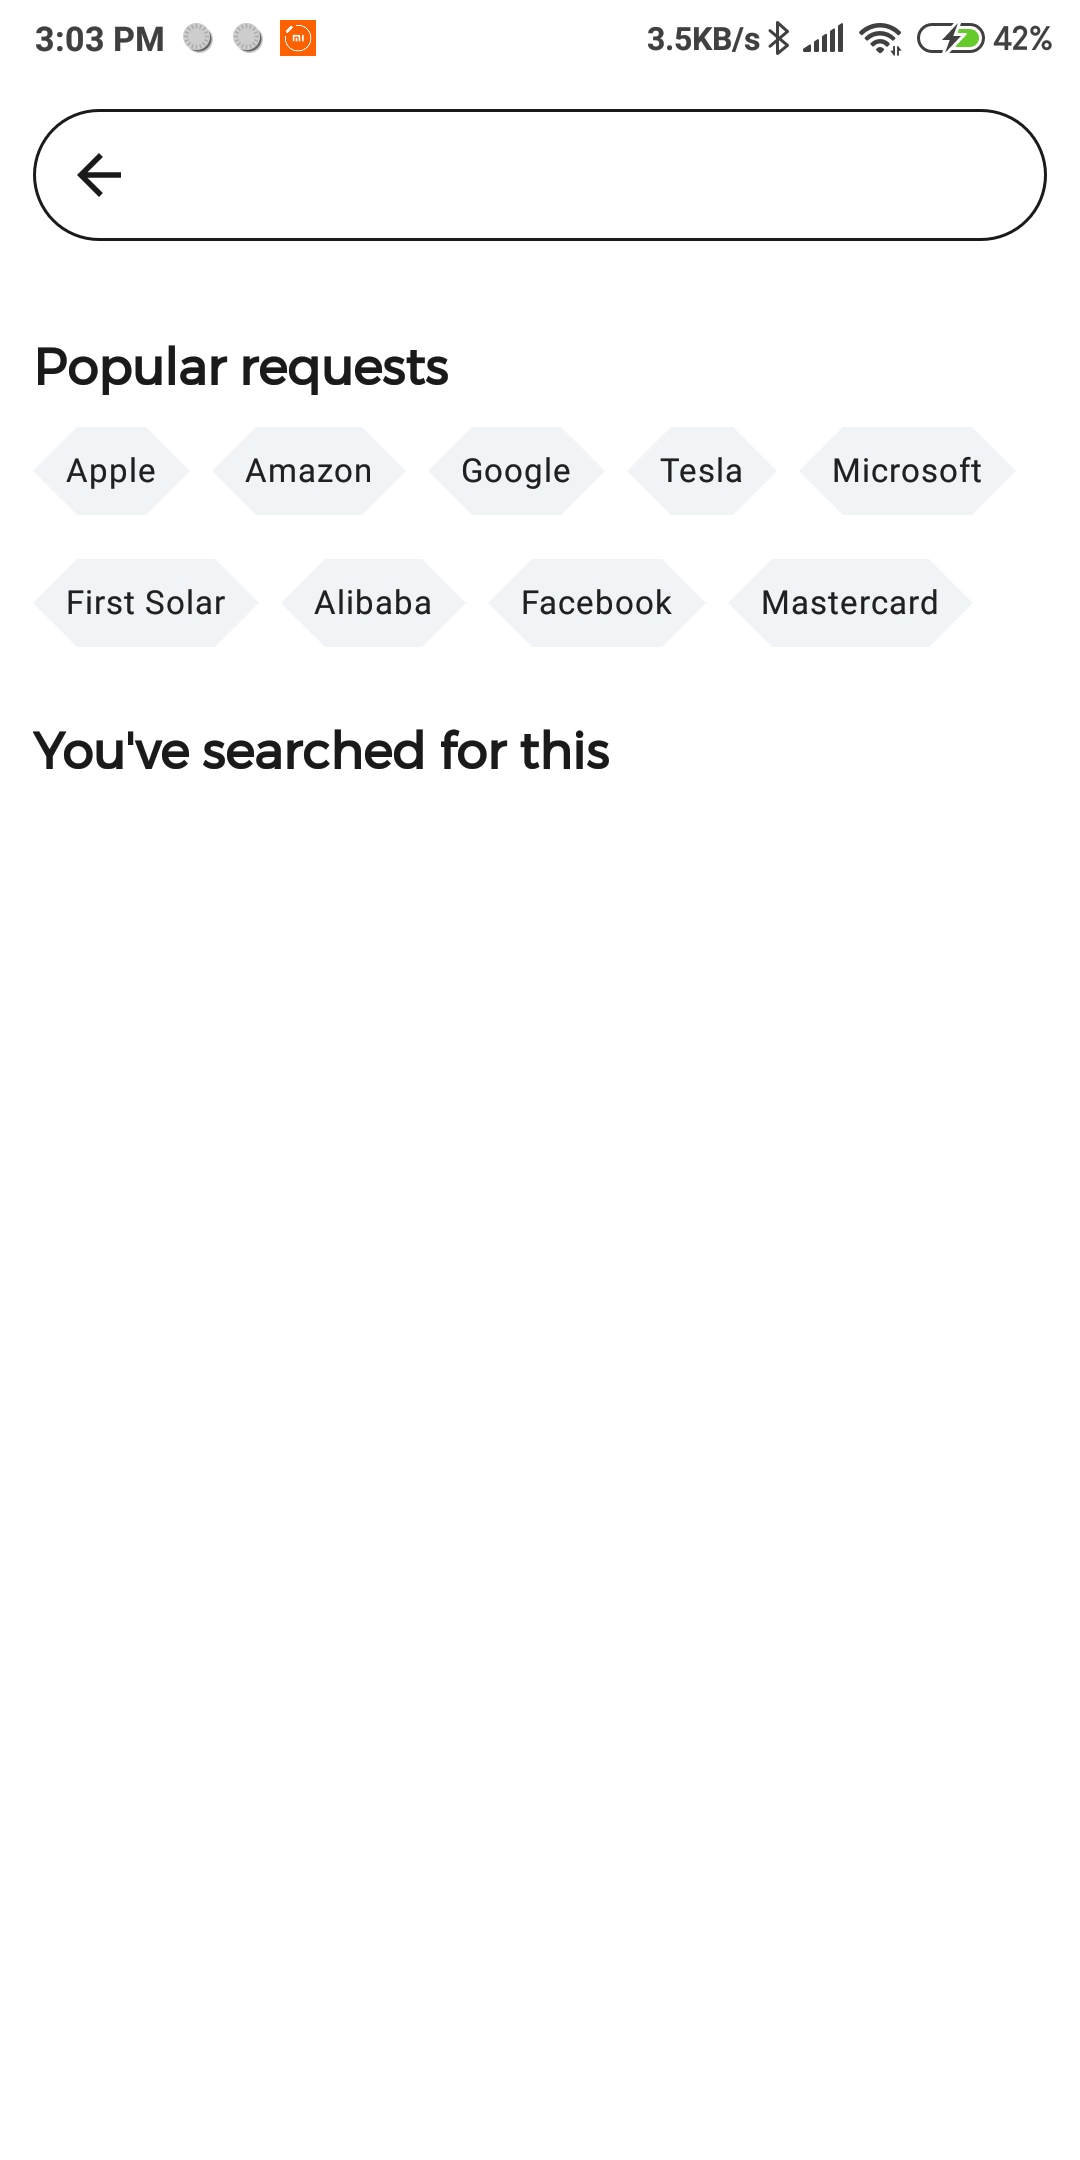 3:03 PM 3.5KB/s 42%
Popular requests
Apple Amazon Google Tesla Microsoft
First Solar Alibaba Facebook Mastercard
You've searched for this